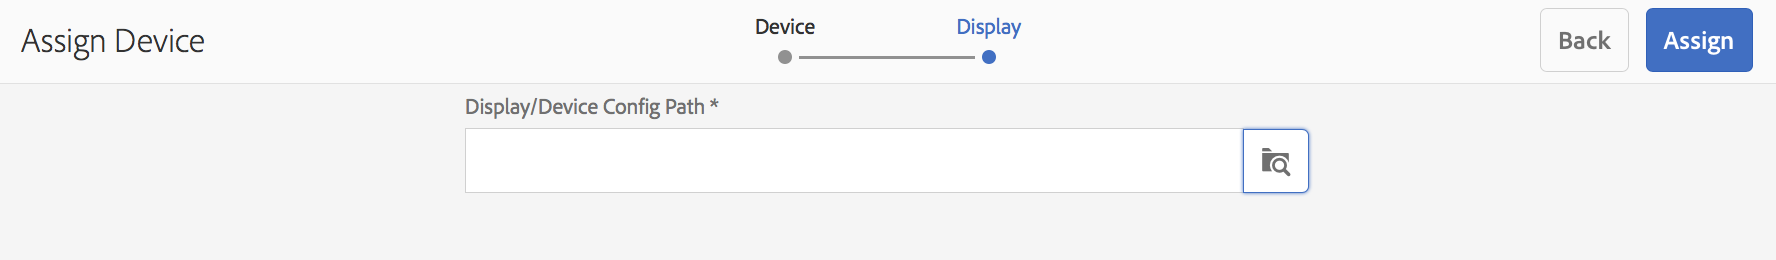 Assign Device
Device
Display
Back
Assign
Display/Device Config Path *